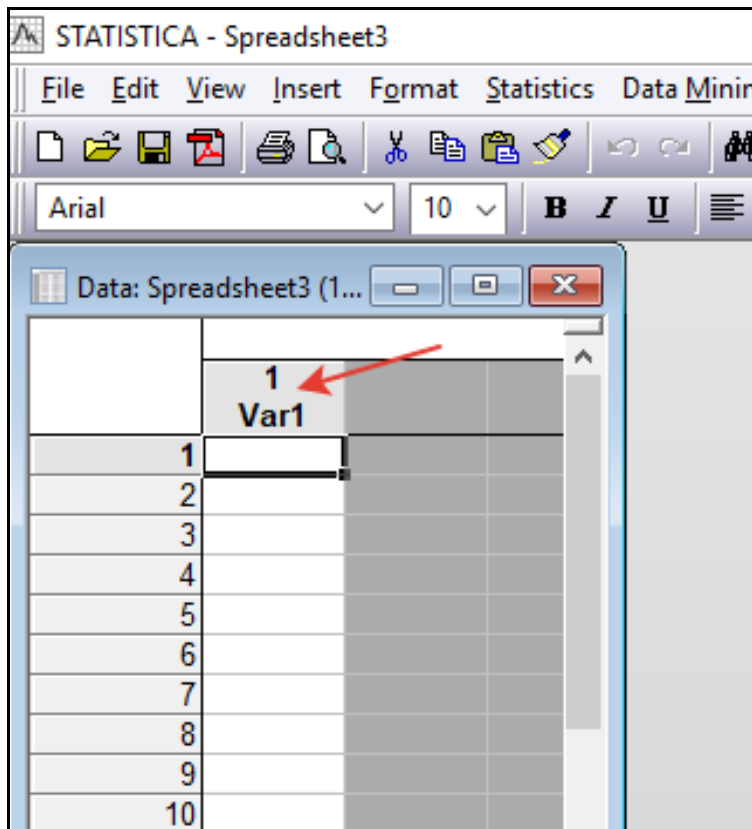 STATISTICA - Spreadsheet3
File Edit View Insert Format Statistics Data Minin
Arial 10 B I U
Data: Spreadsheet3 (1...
1
Var1
1
2
3
4
5
6
7
8
9
10